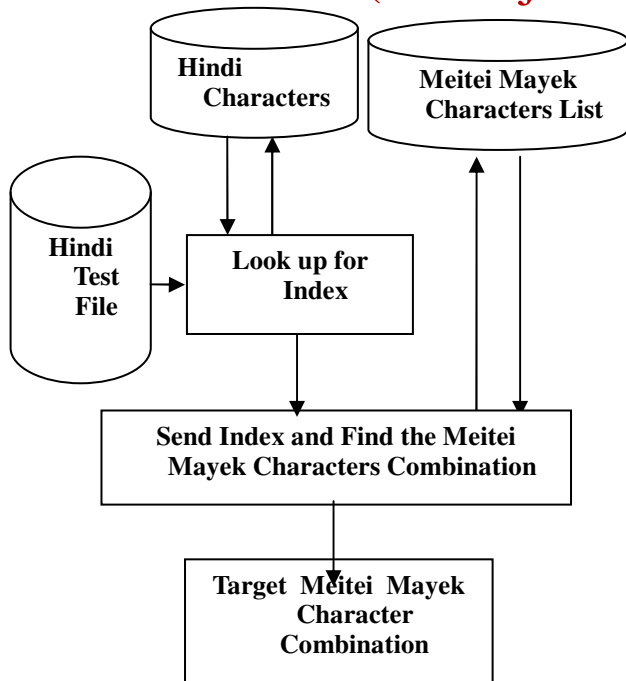 Hindi
Characters
Meitei Mayek
Characters List
Hindi
Test
File
Look up for
Index
Send Index and Find the Meitei
Mayek Characters Combination
Target Meitei Mayek
Character
Combination